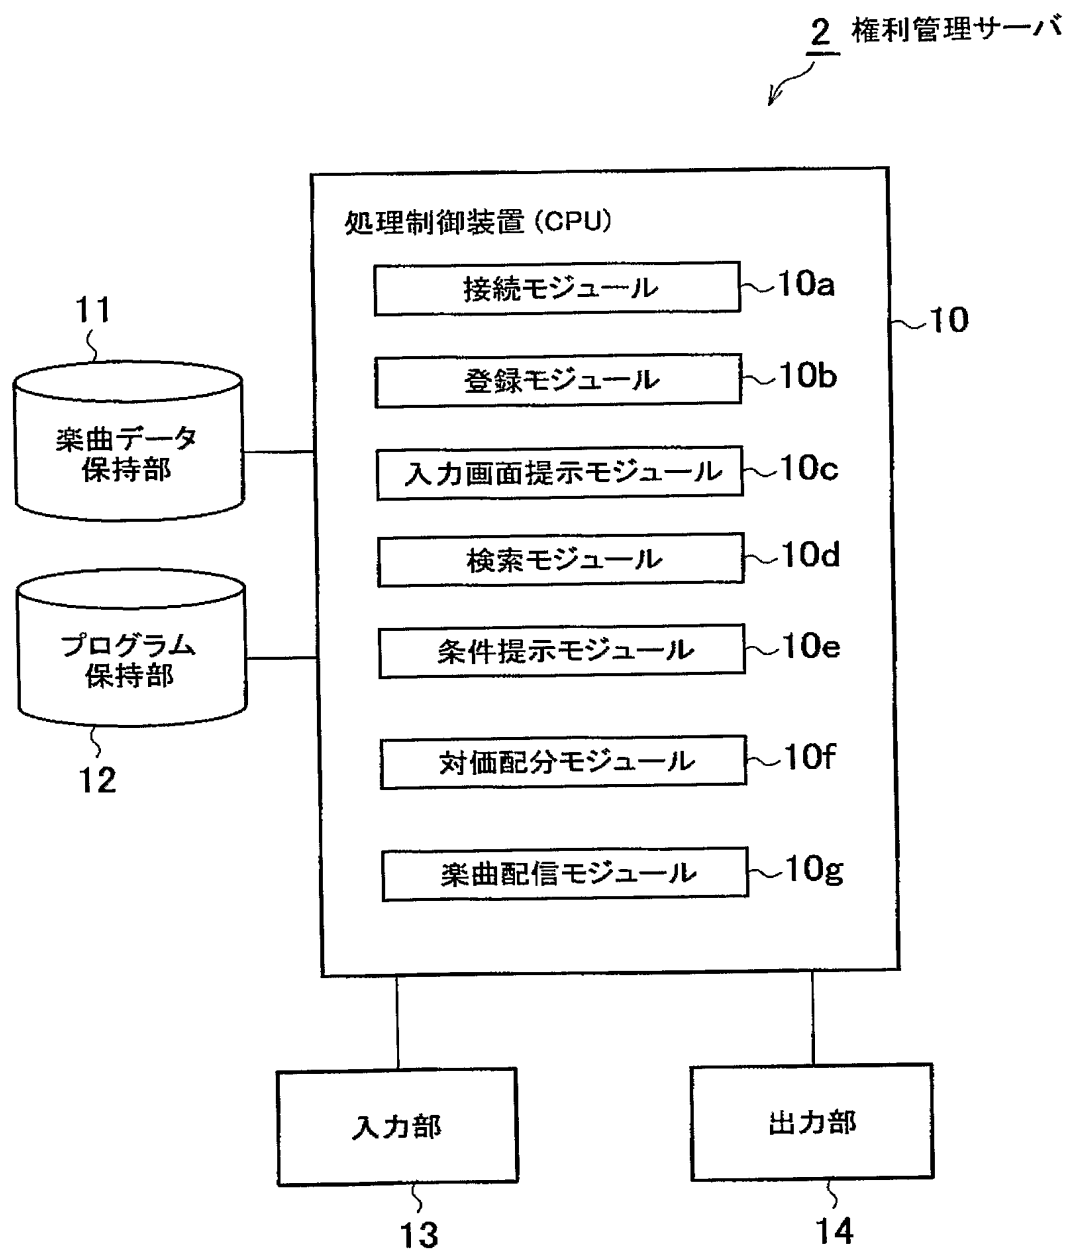 2 権利管理サーバ
処理制御装置(CPU)
接続モジュール 10a
10
登録モジュール 10b
入力画面提示モジュール 10c
検索モジュール 10d
条件提示モジュール 10e
対価配分モジュール 10f
楽曲配信モジュール 10g
11
楽曲データ
保持部
プログラム
保持部
12
入力部
13
出力部
14